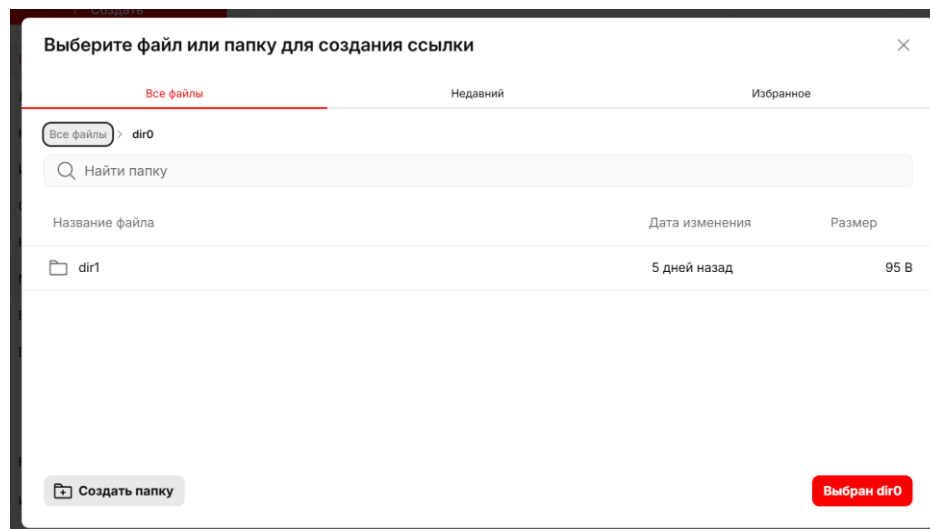 Создать
Выберите файл или папку для создания ссылки
Все файлы Недавний Избранное
Все файлы > dir0
Найти папку
Название файла Дата изменения Размер
dir1 5 дней назад 95 B
Создать папку Выбран dir0